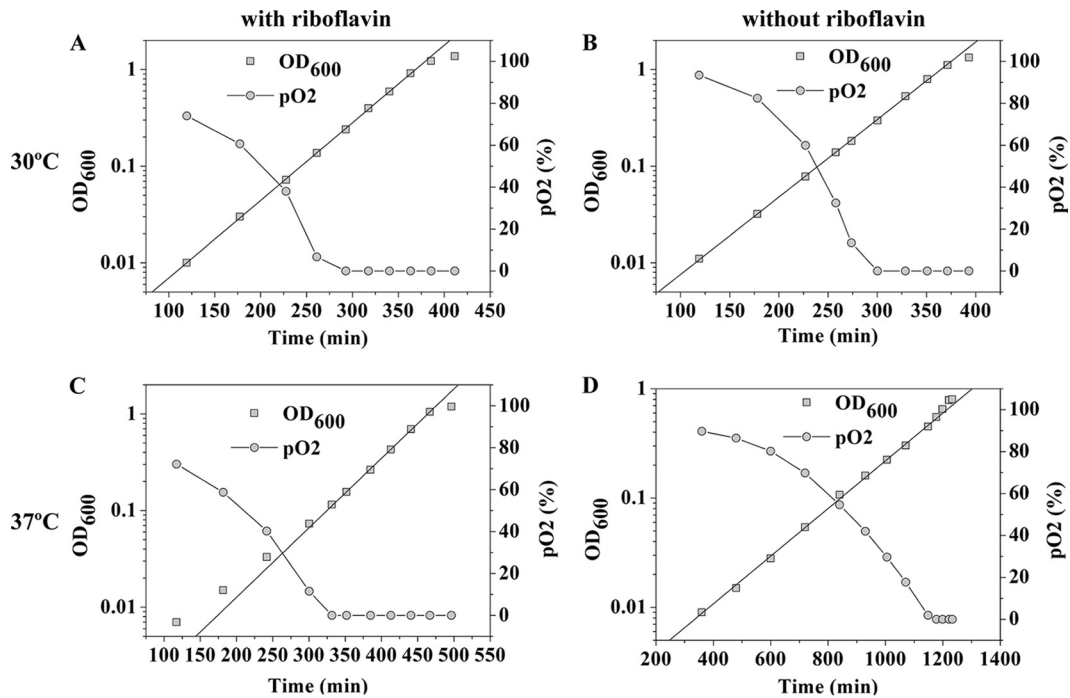 with riboflavin
without riboflavin
30ºC
37ºC
A
OD600
pO2
1
0.1
0.01
OD600
100
80
60
40
20
0
pO2 (%)
100 150 200 250 300 350 400 450
Time (min)
B
OD600
pO2
1
0.1
0.01
OD600
100
80
60
40
20
0
pO2 (%)
100 150 200 250 300 350 400
Time (min)
C
OD600
pO2
1
0.1
0.01
OD600
100
80
60
40
20
0
pO2 (%)
100 150 200 250 300 350 400 450 500 550
Time (min)
D
OD600
pO2
1
0.1
0.01
OD600
100
80
60
40
20
0
pO2 (%)
200 400 600 800 1000 1200 1400
Time (min)